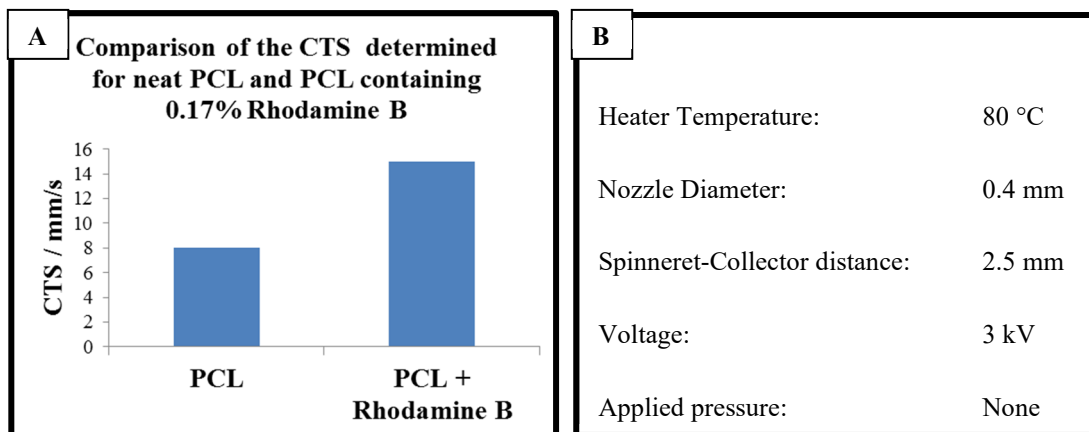 A
Comparison of the CTS determined
for neat PCL and PCL containing
0.17% Rhodamine B
CTS / mm/s
16
14
12
10
8
6
4
2
0
PCL
PCL +
Rhodamine B
B
Heater Temperature: 80 °C
Nozzle Diameter: 0.4 mm
Spinneret-Collector distance: 2.5 mm
Voltage: 3 kV
Applied pressure: None